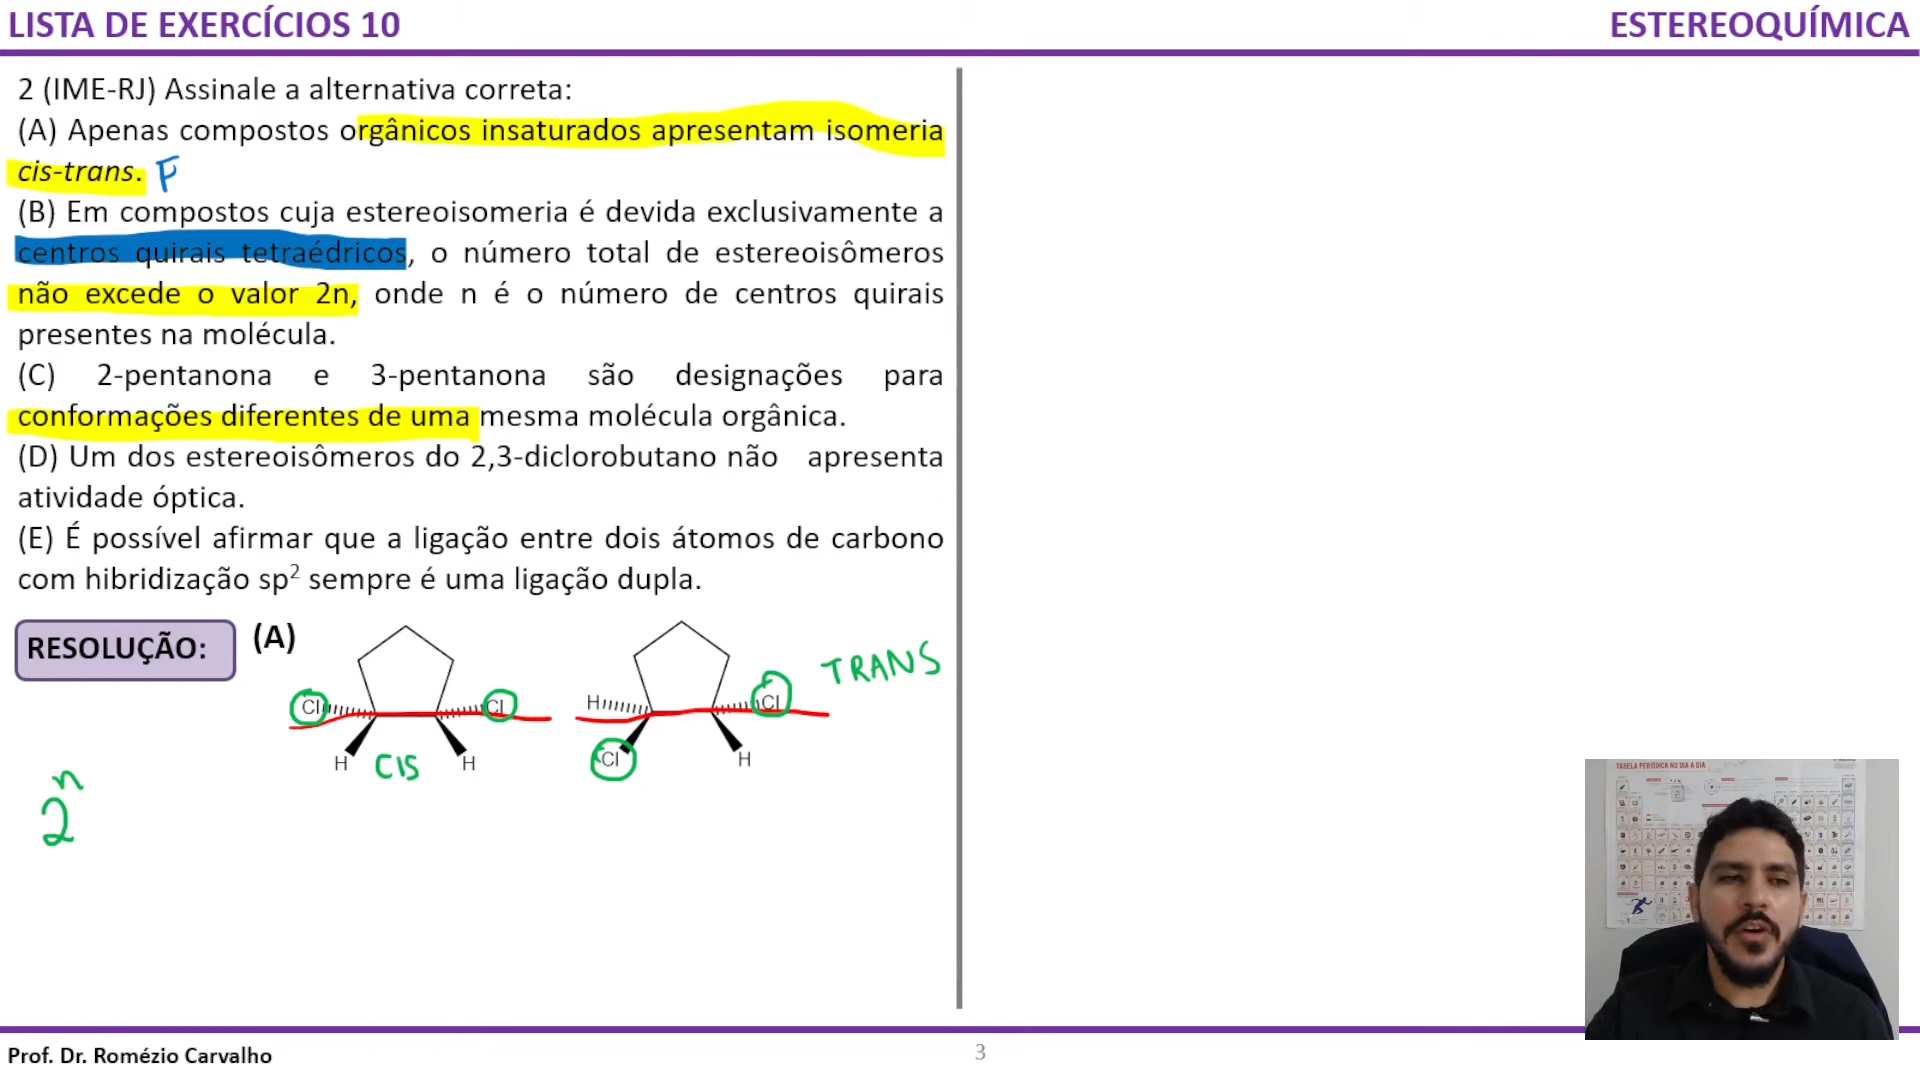 LISTA DE EXERCÍCIOS 10
ESTEREOQUÍMICA
2 (IME-RJ) Assinale a alternativa correta:
(A) Apenas compostos orgânicos insaturados apresentam isomeria
cis-trans. F
(B) Em compostos cuja estereoisomeria é devida exclusivamente a
centros quirais tetraédricos, o número total de estereoisômeros
não excede o valor 2n, onde n é o número de centros quirais
presentes na molécula.
(C) 2-pentanona e 3-pentanona são designações para
conformações diferentes de uma mesma molécula orgânica.
(D) Um dos estereoisômeros do 2,3-diclorobutano não apresenta
atividade óptica.
(E) É possível afirmar que a ligação entre dois átomos de carbono
com hibridização sp² sempre é uma ligação dupla.
RESOLUÇÃO: (A)
TRANS
Cl Cl H Cl
H CIS H Cl H
2ⁿ
TABELA PERIÓDICA NO DIA A DIA
Prof. Dr. Romézio Carvalho
3